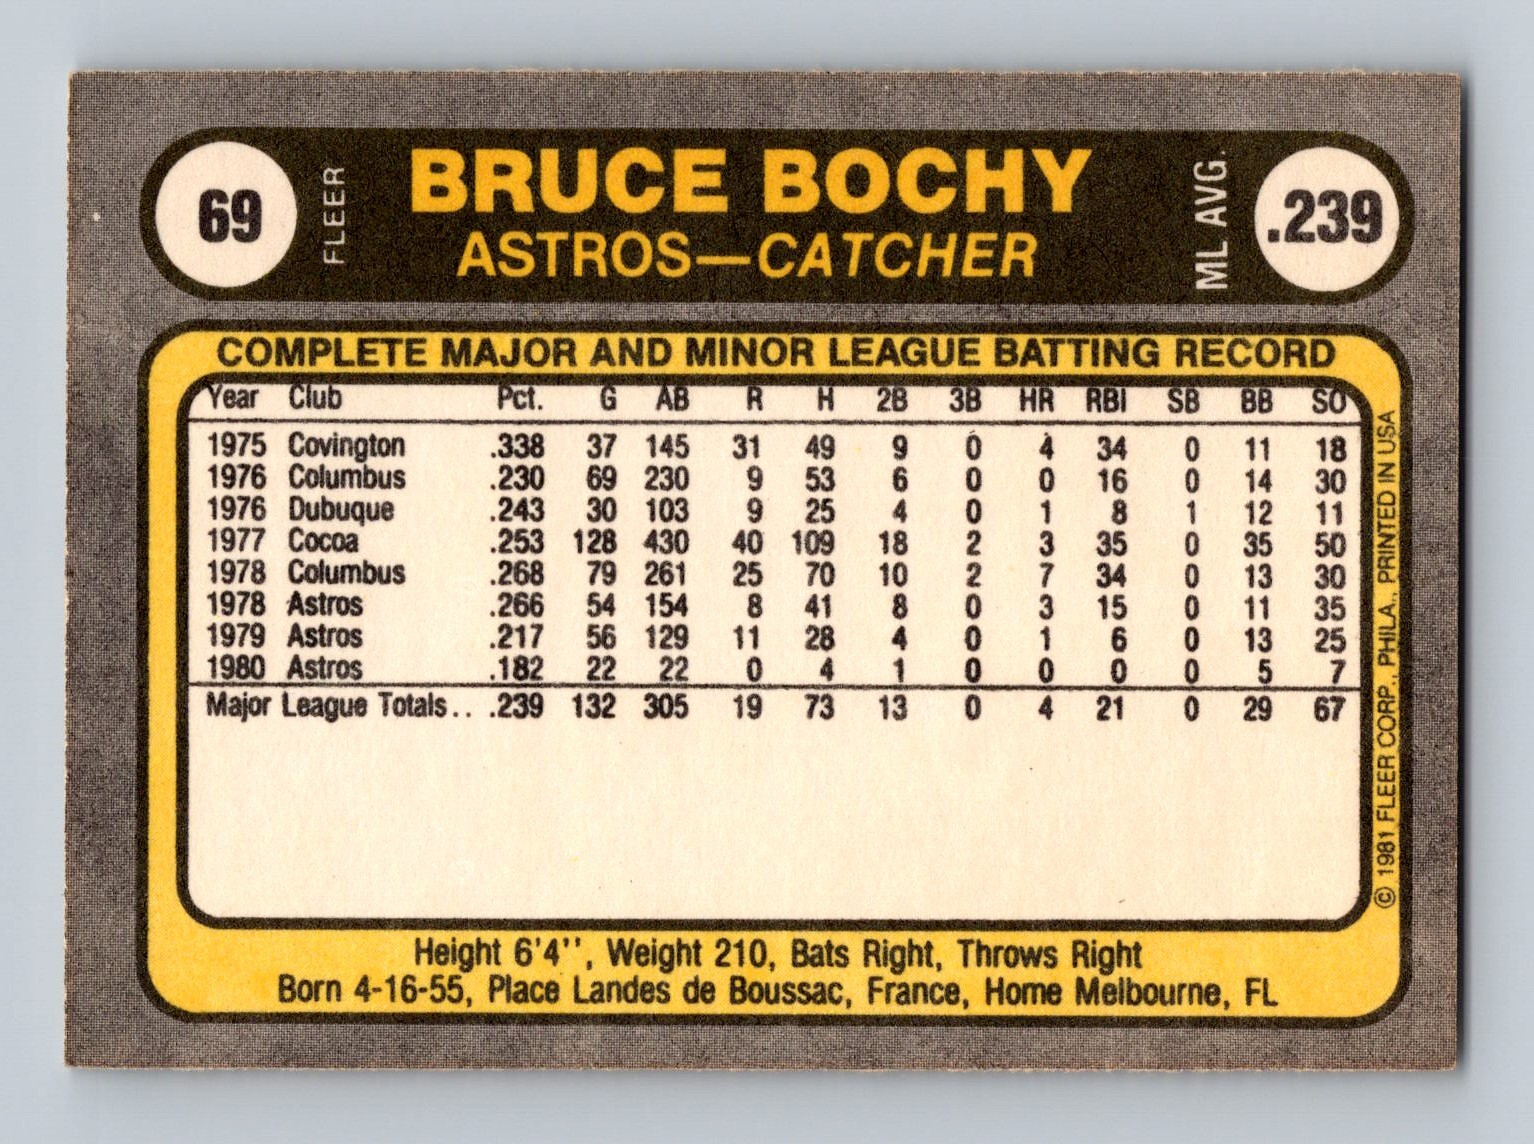 69 FLEER BRUCE BOCHY ML AVG. .239
ASTROS—CATCHER
COMPLETE MAJOR AND MINOR LEAGUE BATTING RECORD
Year Club Pct. G AB R H 2B 3B HR RBI SB BB SO
1975 Covington .338 37 145 31 49 9 0 4 34 0 11 18
1976 Columbus .230 69 230 9 53 6 0 0 16 0 14 30
1976 Dubuque .243 30 103 9 25 4 0 1 8 1 12 11
1977 Cocoa .253 128 430 40 109 18 2 3 35 0 35 50
1978 Columbus .268 79 261 25 70 10 2 7 34 0 13 30
1978 Astros .266 54 154 8 41 8 0 3 15 0 11 35
1979 Astros .217 56 129 11 28 4 0 1 6 0 13 25
1980 Astros .182 22 22 0 4 1 0 0 0 0 5 7
Major League Totals.. .239 132 305 19 73 13 0 4 21 0 29 67
© 1981 FLEER CORP., PHILA., PRINTED IN USA
Height 6'4'', Weight 210, Bats Right, Throws Right
Born 4-16-55, Place Landes de Boussac, France, Home Melbourne, FL